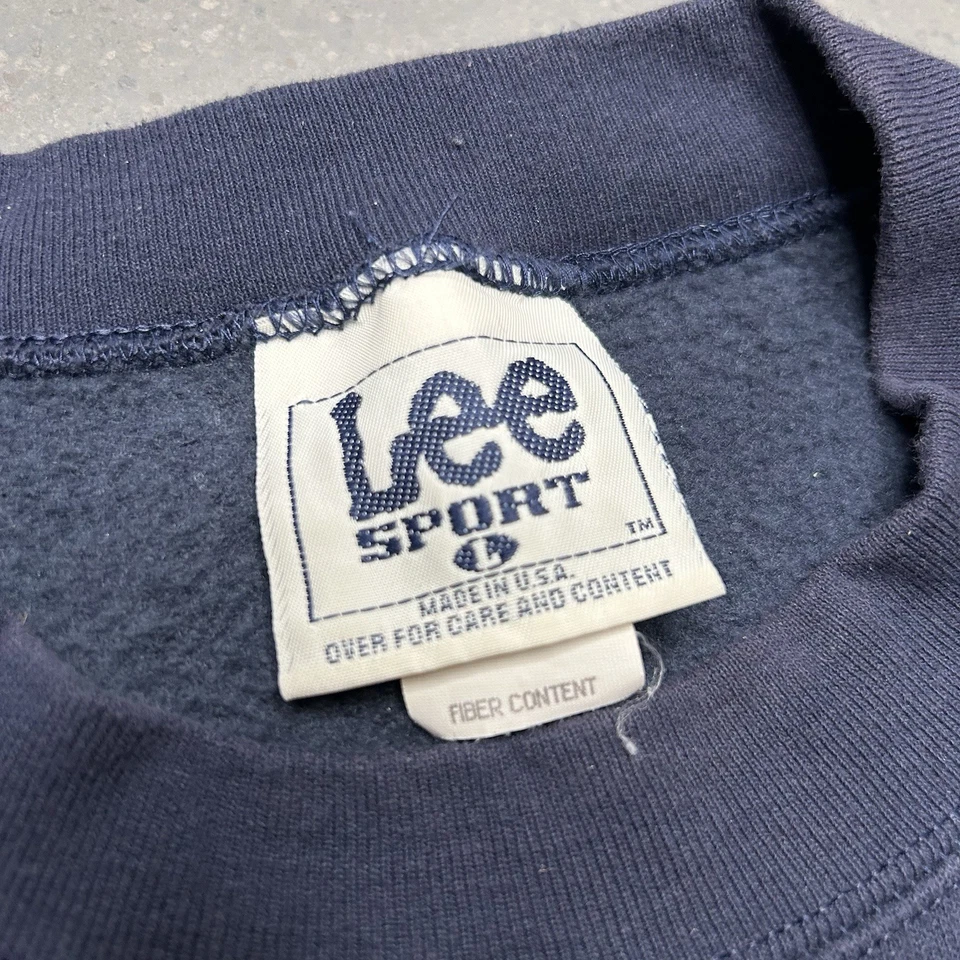 Lee
SPORT
TM
L
MADE IN U.S.A.
OVER FOR CARE AND CONTENT
FIBER CONTENT